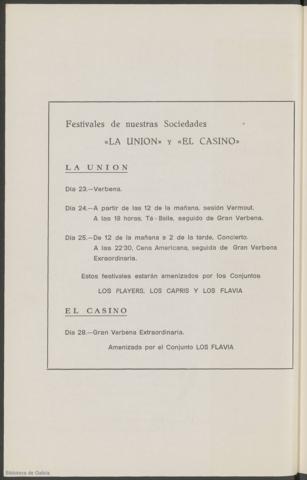 Festivales de nuestras Sociedades
«LA UNION» Y «EL CASINO»
LA UNION
Día 23.—Verbena.
Día 24.—A partir de las 12 de la mañana, sesión Vermout.
A las 18 horas, Té-Baile, seguido de Gran Verbena.
Día 25.—De 12 de la mañana a 2 de la tarde, Concierto.
A las 22'30, Cena Americana, seguida de Gran Verbena
Exraordinaria.
Estos festivales estarán amenizados por los Conjuntos
LOS PLAYERS, LOS CAPRIS Y LOS FLAVIA
EL CASINO
Día 28.—Gran Verbena Extraordinaria.
Amenizada por el Conjunto LOS FLAVIA
Biblioteca de Galicia